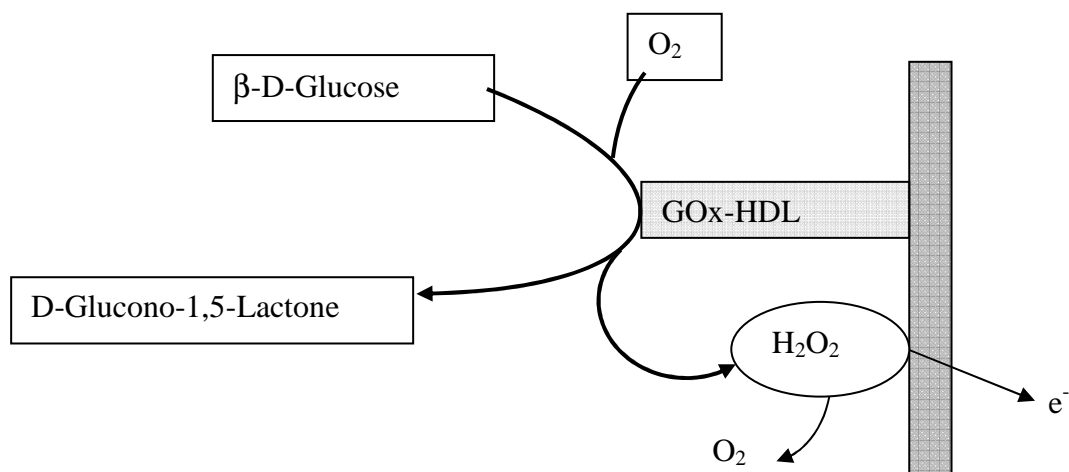 O₂
β-D-Glucose
GOx-HDL
D-Glucono-1,5-Lactone
H₂O₂
e⁻
O₂